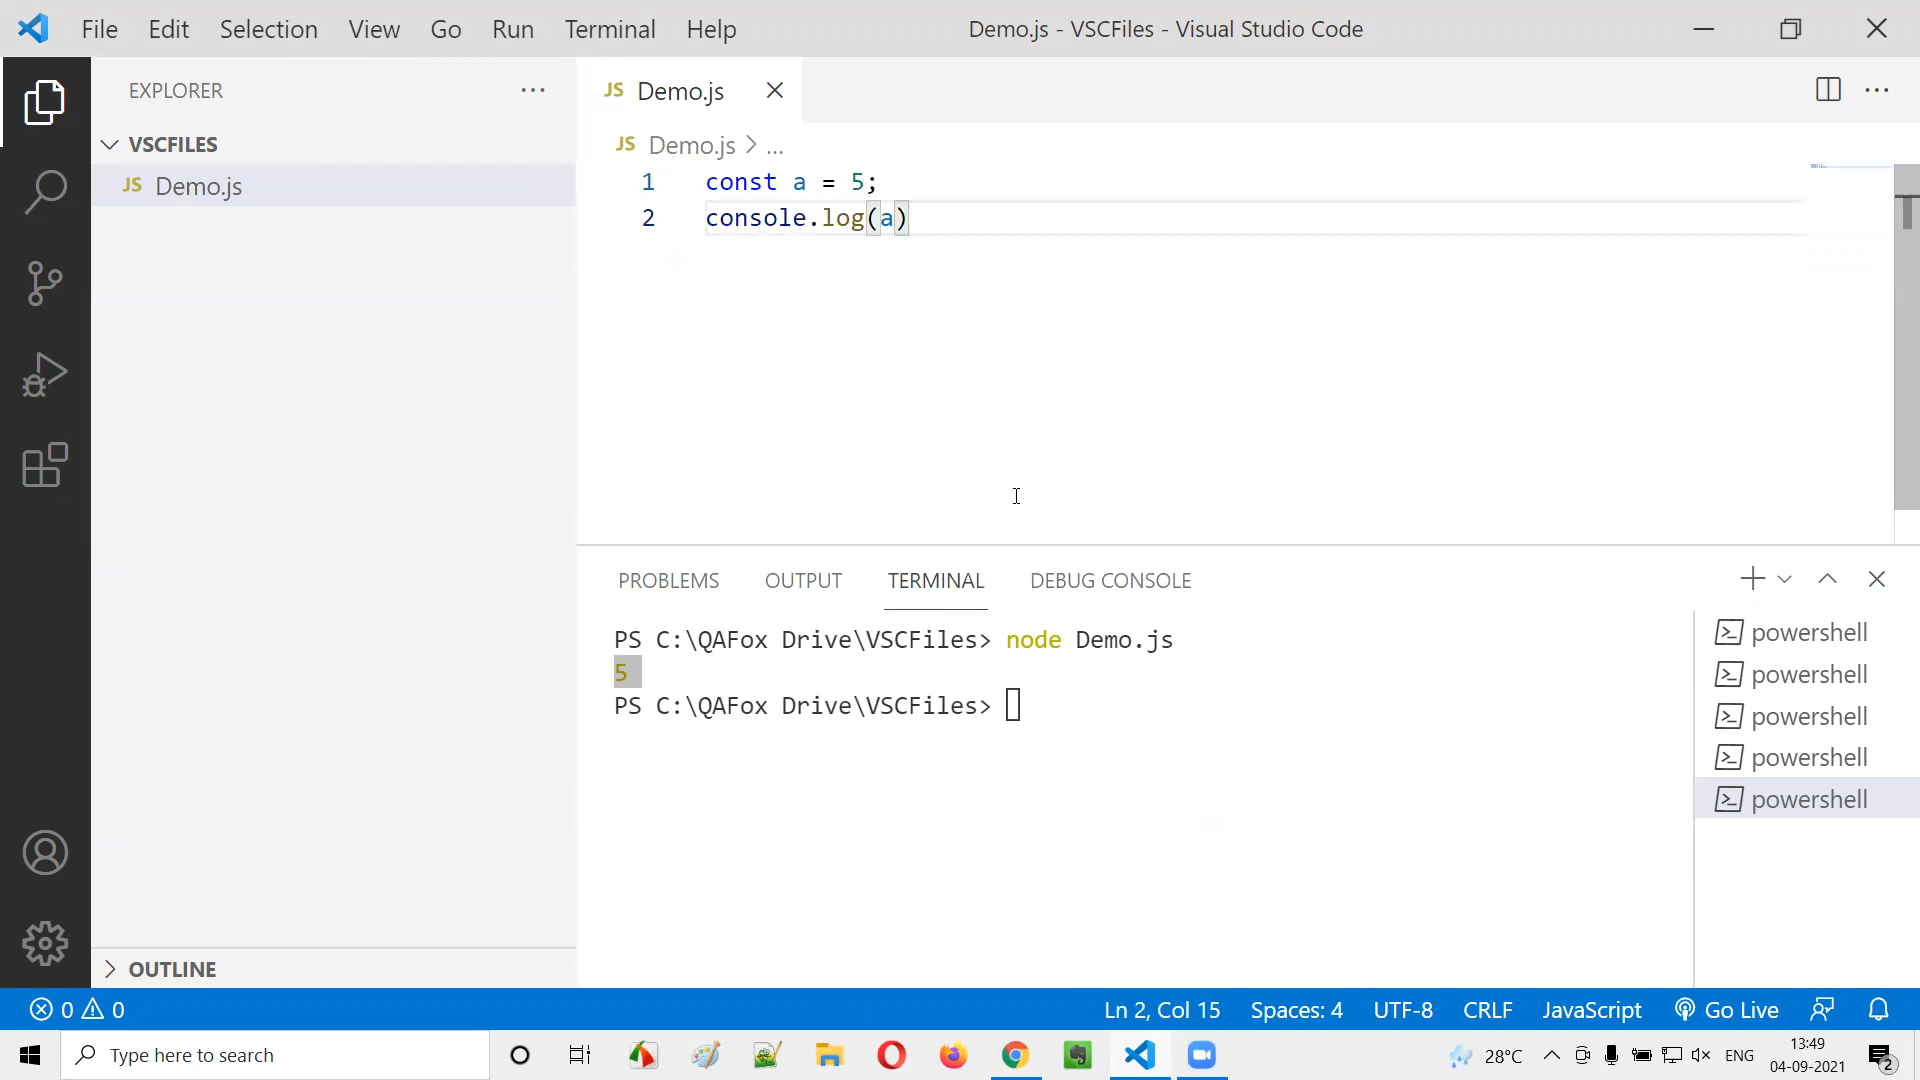 File Edit Selection View Go Run Terminal Help
Demo.js - VSCFiles - Visual Studio Code
EXPLORER
VSCFILES
JS Demo.js
OUTLINE
JS Demo.js
JS Demo.js > ...
1 const a = 5;
2 console.log(a)
PROBLEMS OUTPUT TERMINAL DEBUG CONSOLE
PS C:\QAFox Drive\VSCFiles> node Demo.js
5
PS C:\QAFox Drive\VSCFiles>
powershell
powershell
powershell
powershell
powershell
0 0 Ln 2, Col 15 Spaces: 4 UTF-8 CRLF JavaScript Go Live
Type here to search
28°C ENG
13:49
04-09-2021
2